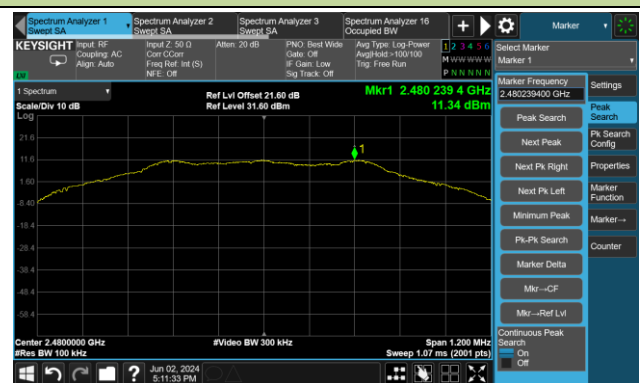 Spectrum Analyzer 1
Swept SA
Spectrum Analyzer 2
Swept SA
Spectrum Analyzer 3
Swept SA
Spectrum Analyzer 16
Occupied BW
Marker
KEYSIGHT
Input: RF
Coupling: AC
Align: Auto
Input Z: 50 Ω
Corr CCorr
Freq Ref: Int (S)
NFE: Off
Atten: 20 dB
PNO: Best Wide
Gate: Off
IF Gain: Low
Sig Track: Off
Avg Type: Log-Power
Avg|Hold:>100/100
Trig: Free Run
1 2 3 4 5 6
M W W W W W
P N N N N N
Select Marker
Marker 1
LXI
1 Spectrum
Scale/Div 10 dB
Log
Ref Lvl Offset 21.60 dB
Ref Level 31.60 dBm
Mkr1 2.480 239 4 GHz
11.34 dBm
1
21.6
11.6
1.60
-8.40
-18.4
-28.4
-38.4
-48.4
-58.4
Center 2.4800000 GHz
#Res BW 100 kHz
#Video BW 300 kHz
Span 1.200 MHz
Sweep 1.07 ms (2001 pts)
Marker Frequency
2.480239400 GHz
Peak Search
Next Peak
Next Pk Right
Next Pk Left
Minimum Peak
Pk-Pk Search
Marker Delta
Mkr→CF
Mkr→Ref Lvl
Continuous Peak
Search
On
Off
Settings
Peak
Search
Pk Search
Config
Properties
Marker
Function
Marker→
Counter
?
Jun 02, 2024
5:11:33 PM